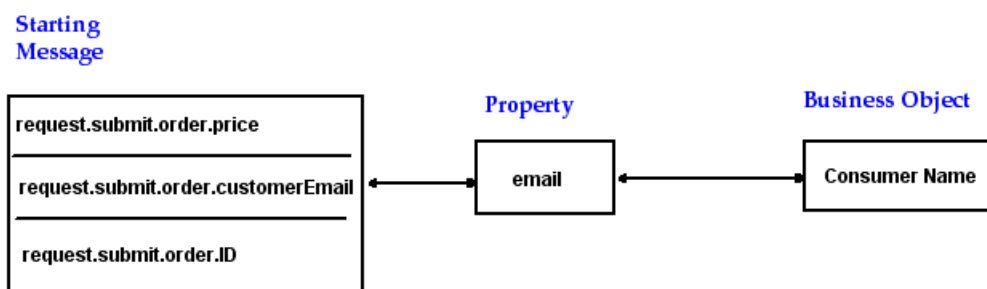 Starting
Message
Property
Business Object
request.submit.order.price
request.submit.order.customerEmail
request.submit.order.ID
email
Consumer Name